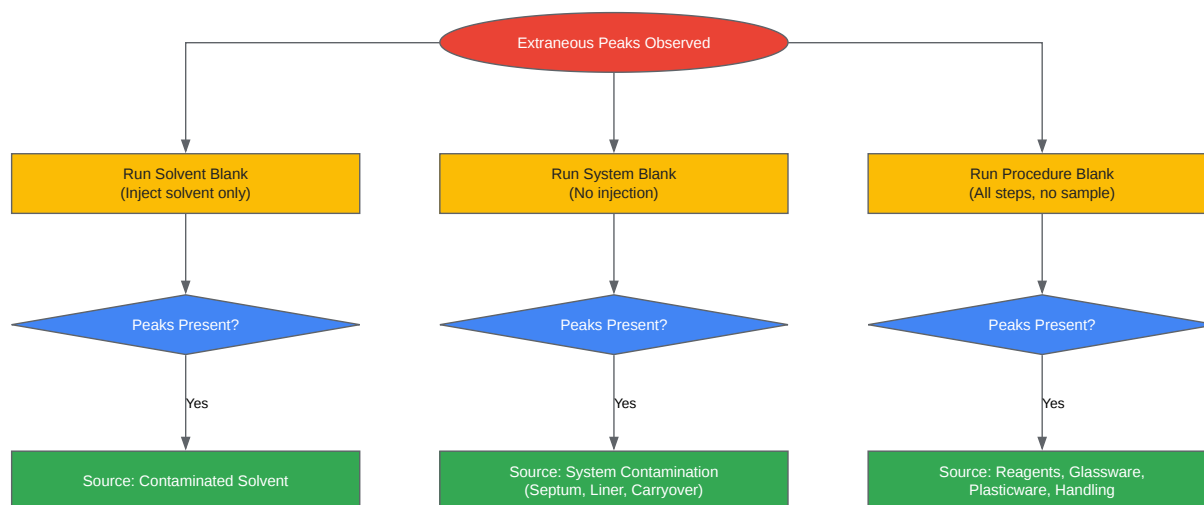 Extraneous Peaks Observed
Run Solvent Blank
(Inject solvent only)
Run System Blank
(No injection)
Run Procedure Blank
(All steps, no sample)
Peaks Present?
Peaks Present?
Peaks Present?
Yes
Yes
Yes
Source: Contaminated Solvent
Source: System Contamination
(Septum, Liner, Carryover)
Source: Reagents, Glassware,
Plasticware, Handling